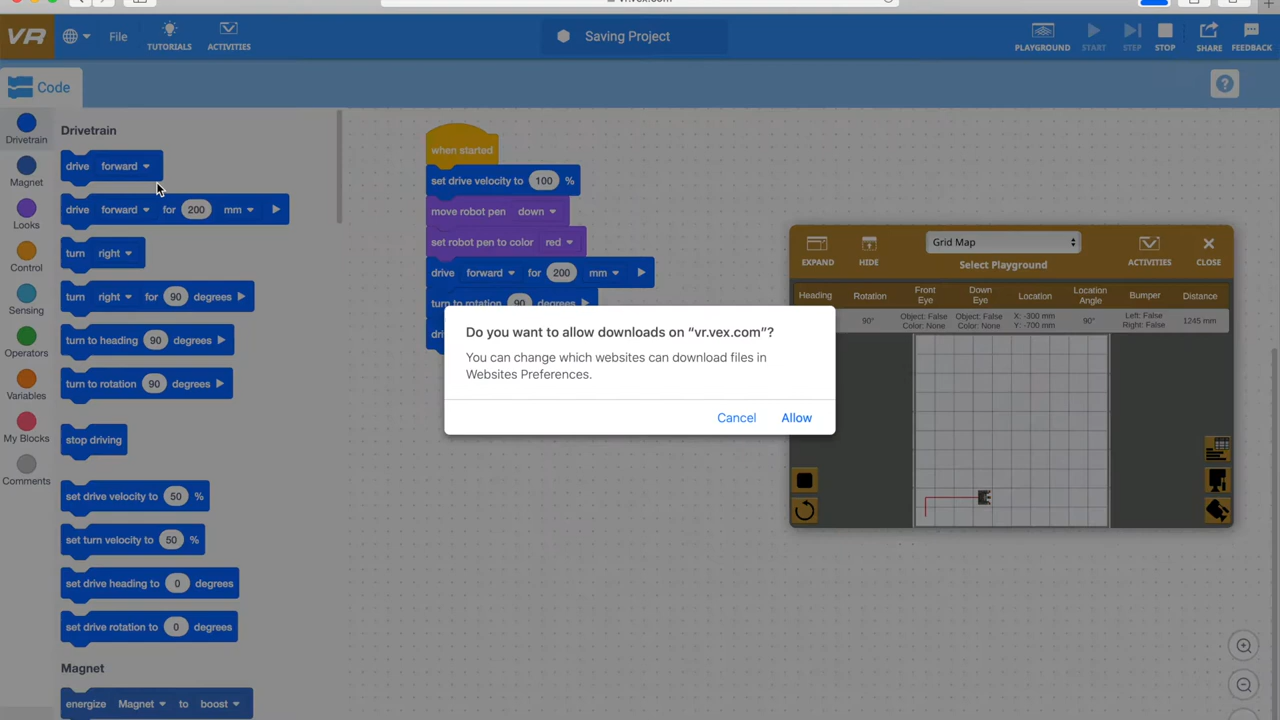 vr.vex.com
VR
File
TUTORIALS
ACTIVITIES
Saving Project
PLAYGROUND
START
STEP
STOP
SHARE
FEEDBACK
Code
?
Drivetrain
Magnet
Looks
Control
Sensing
Operators
Variables
My Blocks
Comments
Drivetrain
drive forward
drive forward for 200 mm
turn right
turn right for 90 degrees
turn to heading 90 degrees
turn to rotation 90 degrees
stop driving
set drive velocity to 50 %
set turn velocity to 50 %
set drive heading to 0 degrees
set drive rotation to 0 degrees
Magnet
energize Magnet to boost
when started
set drive velocity to 100 %
move robot pen down
set robot pen to color red
drive forward for 200 mm
turn to rotation 90 degrees
Do you want to allow downloads on “vr.vex.com”?
You can change which websites can download files in
Websites Preferences.
Cancel
Allow
EXPAND
HIDE
Grid Map
Select Playground
ACTIVITIES
CLOSE
Heading
Rotation
Front
Eye
Down
Eye
Location
Location
Angle
Bumper
Distance
90°
Object: False
Color: None
Object: False
Color: None
X: -300 mm
Y: -700 mm
90°
Left: False
Right: False
1245 mm